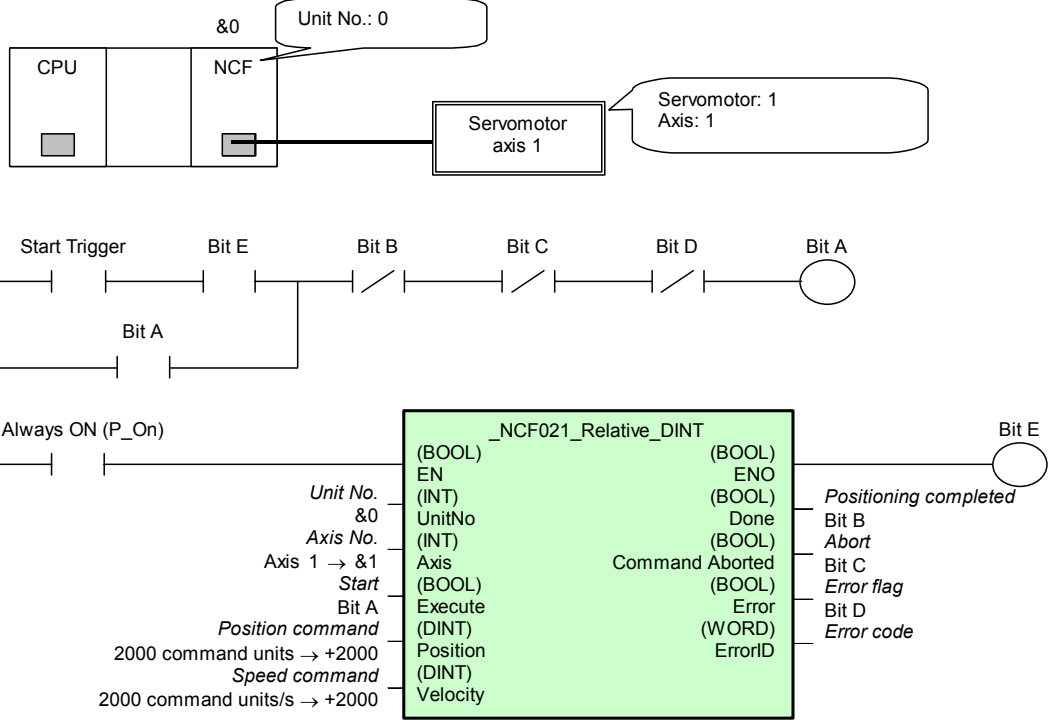 &0
Unit No.: 0
CPU
NCF
Servomotor
axis 1
Servomotor: 1
Axis: 1
Start Trigger
Bit E
Bit B
Bit C
Bit D
Bit A
Bit A
Always ON (P_On)
_NCF021_Relative_DINT
Bit E
(BOOL)
EN
(BOOL)
ENO
Unit No.
&0
(INT)
UnitNo
(BOOL)
Done
Positioning completed
Bit B
Axis No.
Axis 1 → &1
(INT)
Axis
(BOOL)
Command Aborted
Abort
Bit C
Start
Bit A
(BOOL)
Execute
(BOOL)
Error
Error flag
Bit D
Position command
2000 command units → +2000
(DINT)
Position
(WORD)
ErrorID
Error code
Speed command
2000 command units/s → +2000
(DINT)
Velocity